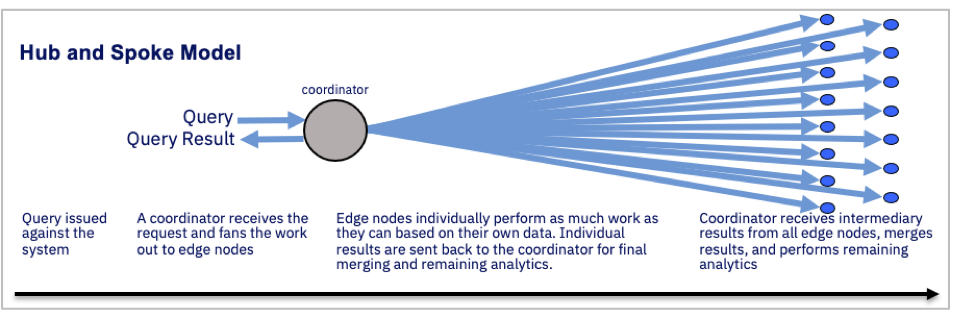 Hub and Spoke Model
coordinator
Query
Query Result
Query issued
against the
system
A coordinator receives the
request and fans the work
out to edge nodes
Edge nodes individually perform as much work as
they can based on their own data. Individual
results are sent back to the coordinator for final
merging and remaining analytics.
Coordinator receives intermediary
results from all edge nodes, merges
results, and performs remaining
analytics